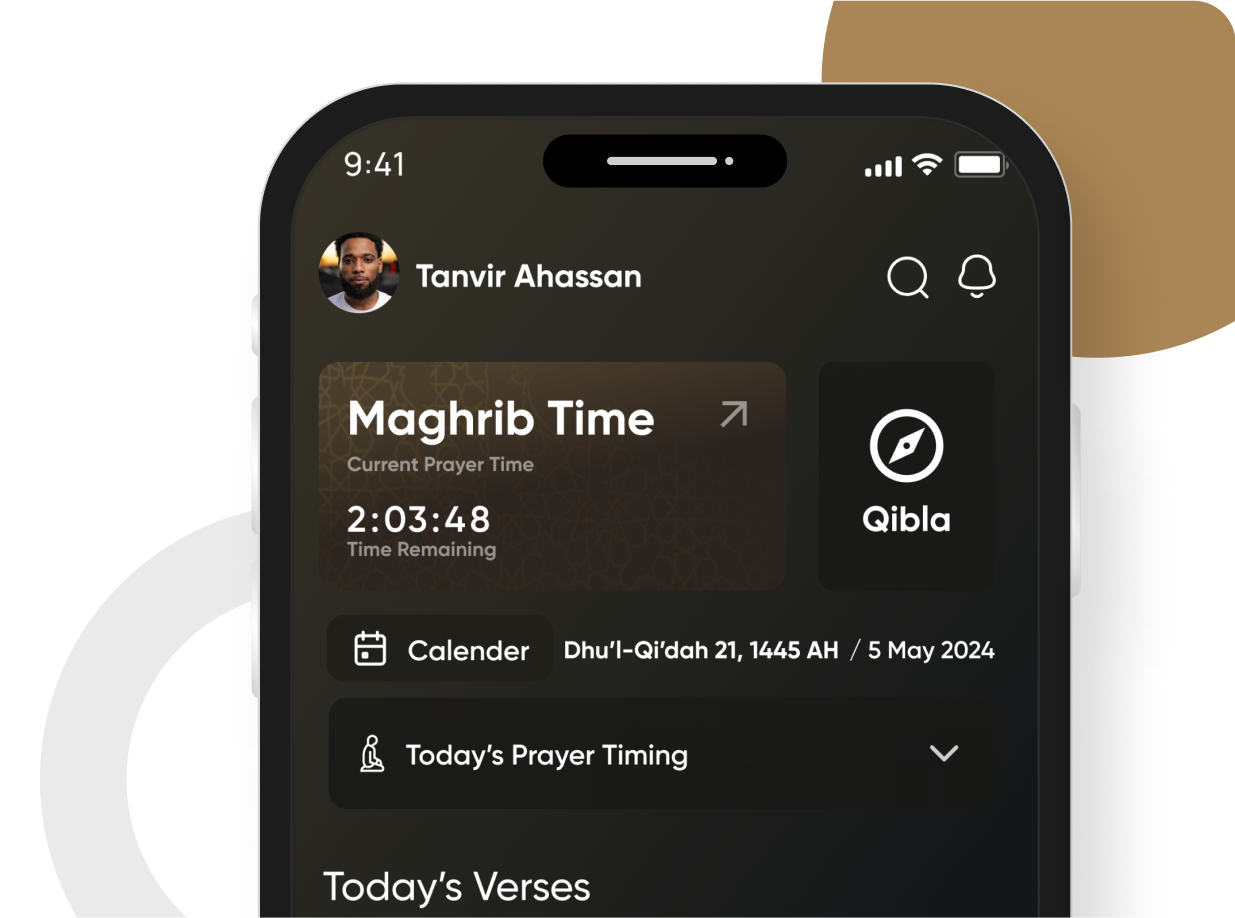 9:41
Tanvir Ahassan
Maghrib Time
Current Prayer Time
2:03:48
Time Remaining
Qibla
Calender
Dhu’l-Qi’dah 21, 1445 AH / 5 May 2024
Today’s Prayer Timing
Today’s Verses